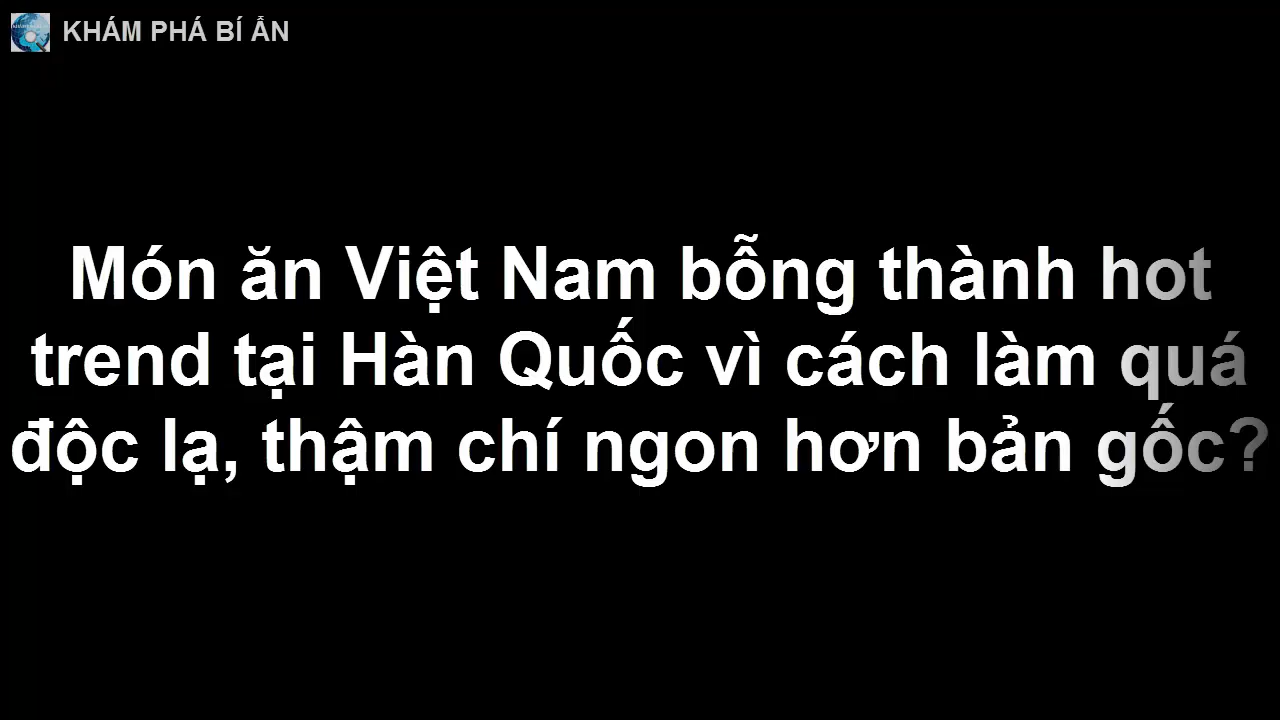 KHÁM PHÁ BÍ ẨN
Món ăn Việt Nam bỗng thành hot
trend tại Hàn Quốc vì cách làm quá
độc lạ, thậm chí ngon hơn bản gốc?